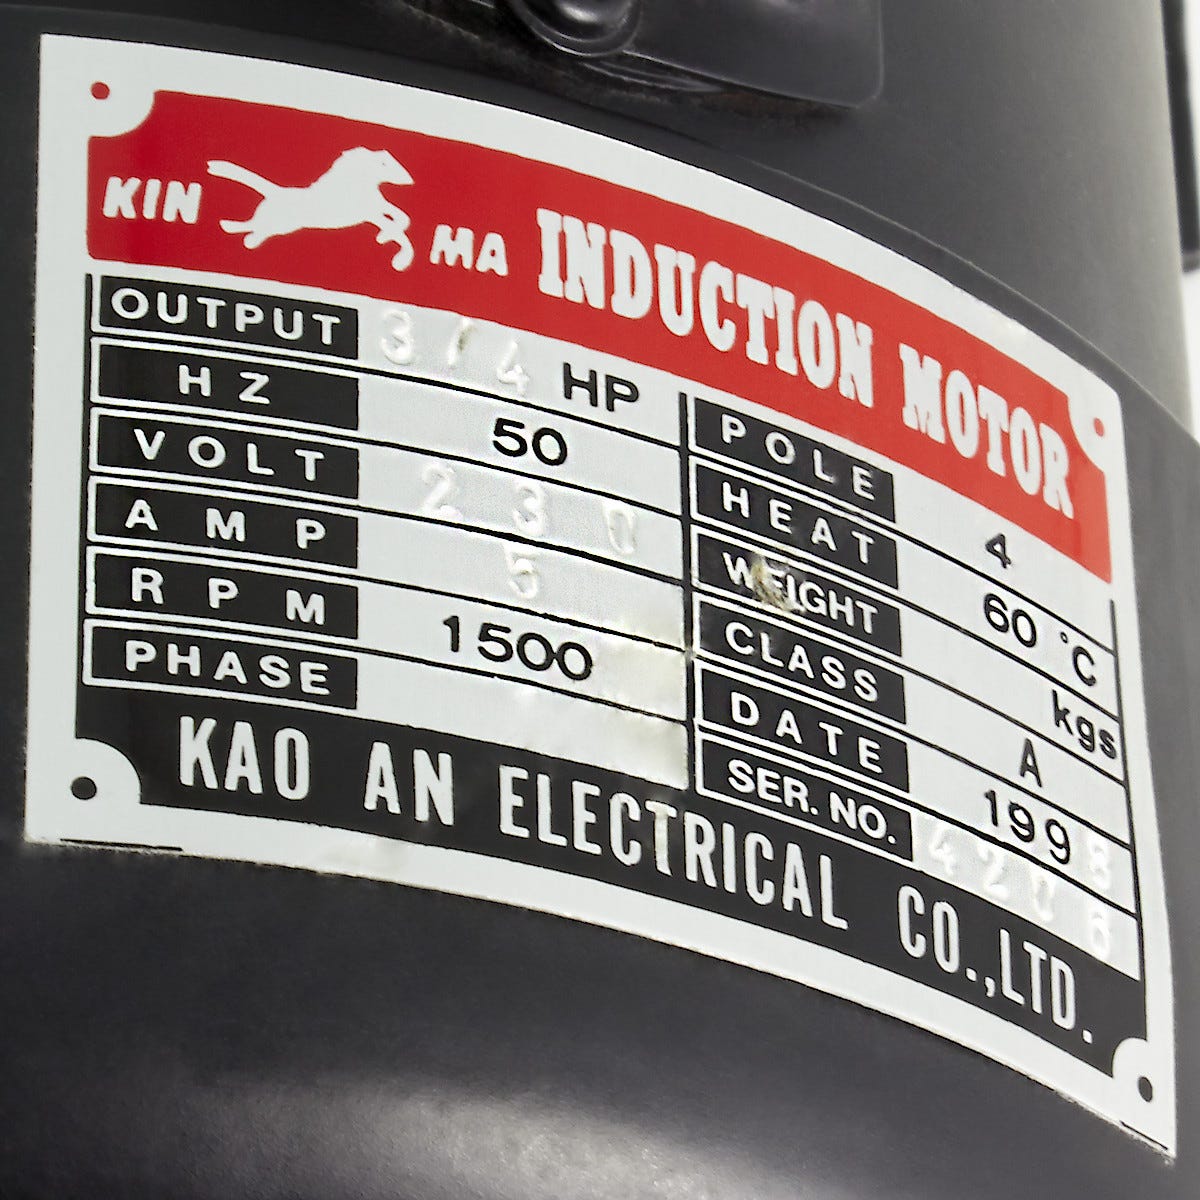 KIN MA INDUCTION MOTOR
OUTPUT 3/4 HP
HZ 50
VOLT 230
AMP 5
RPM 1500
PHASE
POLE 4
HEAT 60 °C
WEIGHT kgs
CLASS A
DATE 1998
SER. NO. 4206
KAO AN ELECTRICAL CO.,LTD.